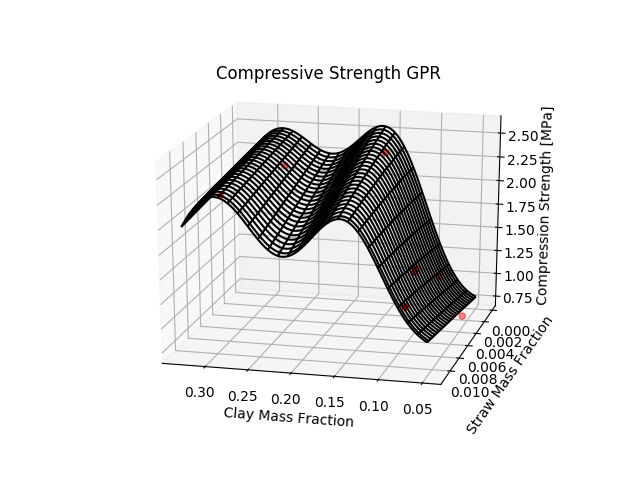 Compressive Strength GPR
2.50
2.25
2.00
1.75
1.50
1.25
1.00
0.75
Compression Strength [MPa]
0.000
0.002
0.004
0.006
0.008
0.010
Straw Mass Fraction
0.30 0.25 0.20 0.15 0.10 0.05
Clay Mass Fraction